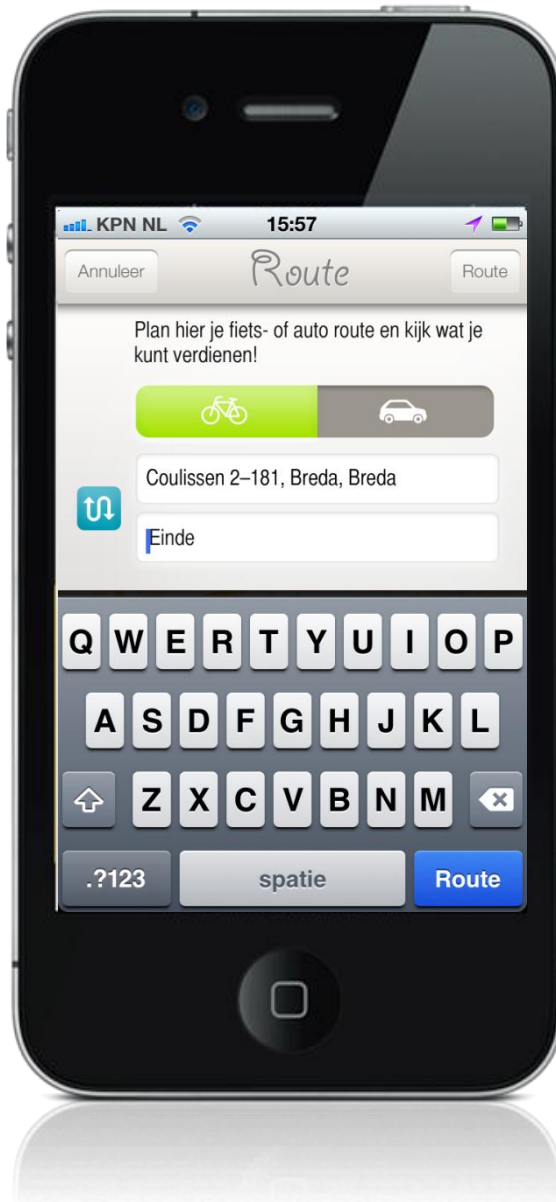 KPN NL 15:57
Annuleer Route Route
Plan hier je fiets- of auto route en kijk wat je
kunt verdienen!
Coulissen 2–181, Breda, Breda
Einde
Q W E R T Y U I O P
A S D F G H J K L
Z X C V B N M
.?123 spatie Route